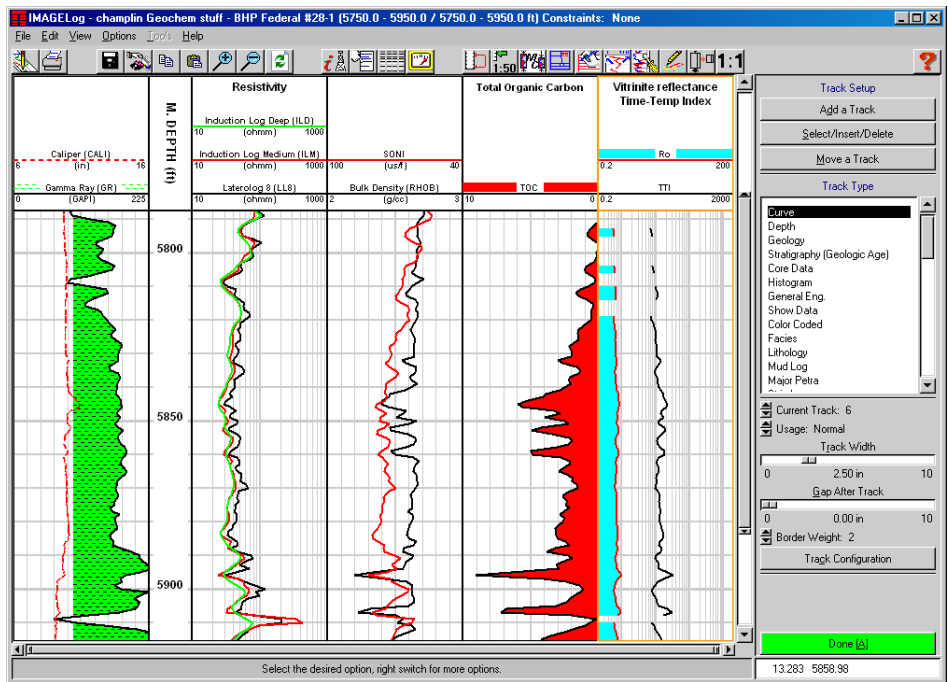 IMAGELog - champlin Geochem stuff - BHP Federal #28-1 (5750.0 - 5950.0 / 5750.0 - 5950.0 ft) Constraints: None
File Edit View Options Tools Help
1:50 1:1 ?
Resistivity Total Organic Carbon Vitrinite reflectance
Time-Temp Index
M. DEPTH (ft)
Induction Log Deep (ILD)
10 (ohmm) 1000
Caliper (CALI) Induction Log Medium (ILM) SONI Ro
6 (in) 16 10 (ohmm) 1000 100 (us/f) 40 0.2 200
Gamma Ray (GR) Laterolog 8 (LL8) Bulk Density (RHOB) TOC TTI
0 (GAPI) 225 10 (ohmm) 1000 2 (g/cc) 3 10 0 0.2 2000
5800
5850
5900
Track Setup
Add a Track
Select/Insert/Delete
Move a Track
Track Type
Curve
Depth
Geology
Stratigraphy (Geologic Age)
Core Data
Histogram
General Eng.
Show Data
Color Coded
Facies
Lithology
Mud Log
Major Petra
Current Track: 6
Usage: Normal
Track Width
0 2.50 in 10
Gap After Track
0 0.00 in 10
Border Weight: 2
Track Configuration
Done [A]
Select the desired option, right switch for more options.
13.283 5858.98